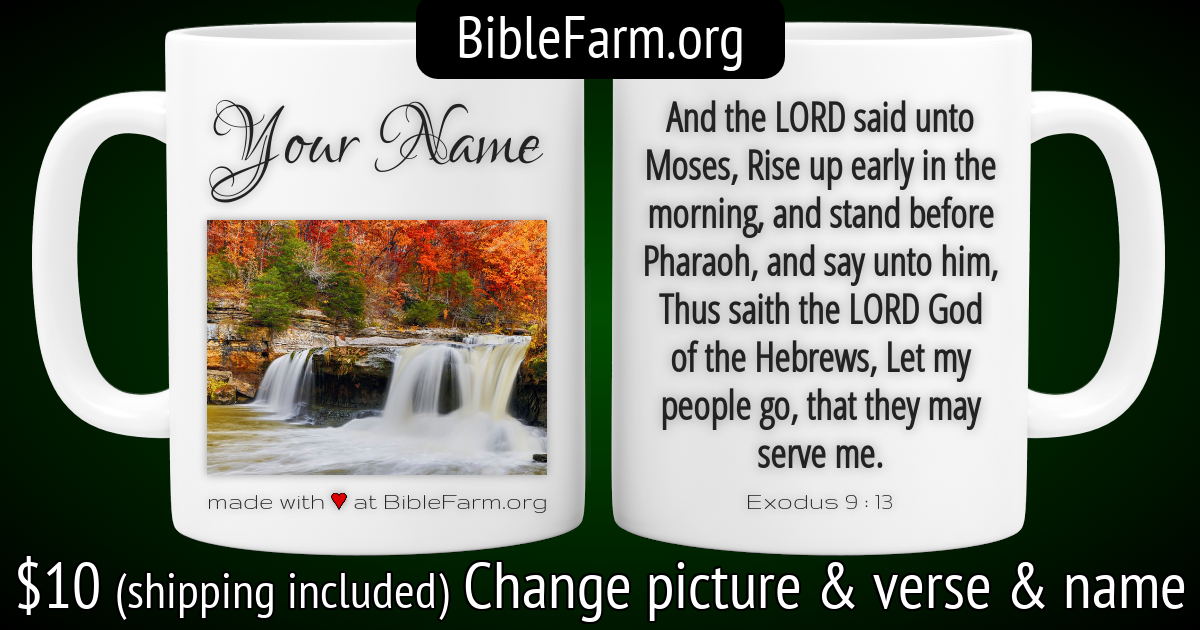 BibleFarm.org
Your Name
made with ♥ at BibleFarm.org
And the LORD said unto
Moses, Rise up early in the
morning, and stand before
Pharaoh, and say unto him,
Thus saith the LORD God
of the Hebrews, Let my
people go, that they may
serve me.
Exodus 9 : 13
$10 (shipping included) Change picture & verse & name